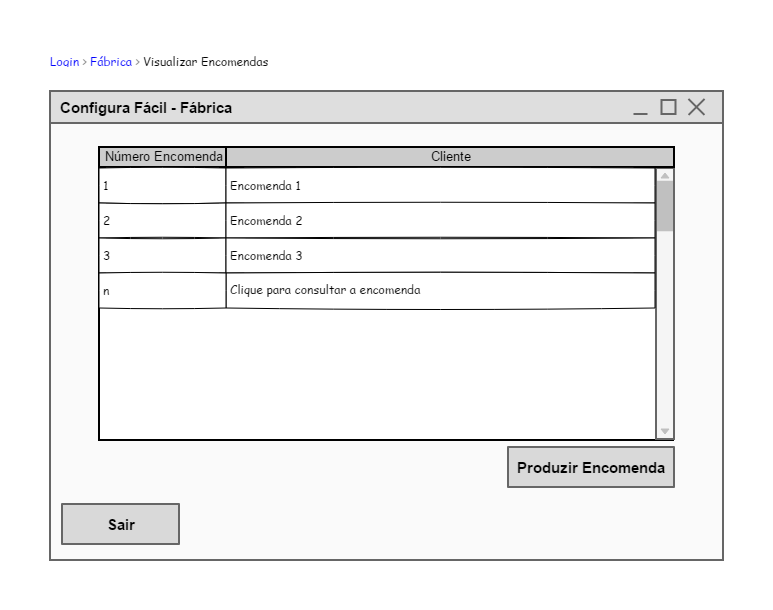 Login > Fábrica > Visualizar Encomendas
Configura Fácil - Fábrica
Número Encomenda Cliente
1 Encomenda 1
2 Encomenda 2
3 Encomenda 3
n Clique para consultar a encomenda
Produzir Encomenda
Sair